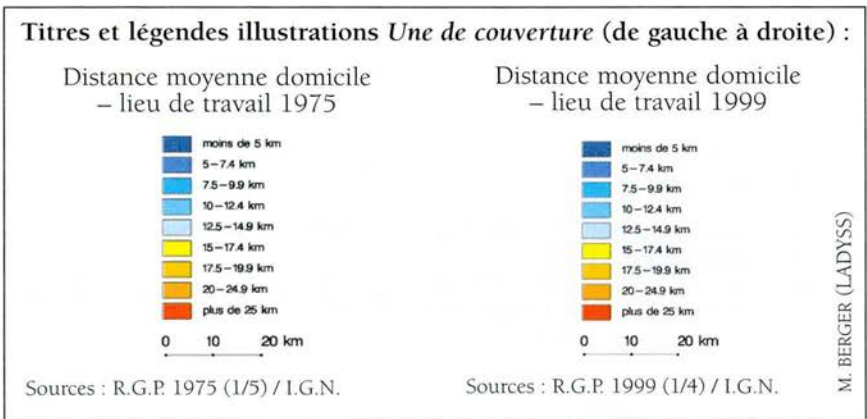 Titres et légendes illustrations Une de couverture (de gauche à droite) :
Distance moyenne domicile
– lieu de travail 1975
moins de 5 km
5–7.4 km
7.5–9.9 km
10–12.4 km
12.5–14.9 km
15–17.4 km
17.5–19.9 km
20–24.9 km
plus de 25 km
0 10 20 km
Sources : R.G.P. 1975 (1/5) / I.G.N.
Distance moyenne domicile
– lieu de travail 1999
moins de 5 km
5–7.4 km
7.5–9.9 km
10–12.4 km
12.5–14.9 km
15–17.4 km
17.5–19.9 km
20–24.9 km
plus de 25 km
0 10 20 km
Sources : R.G.P. 1999 (1/4) / I.G.N.
M. BERGER (LADYSS)